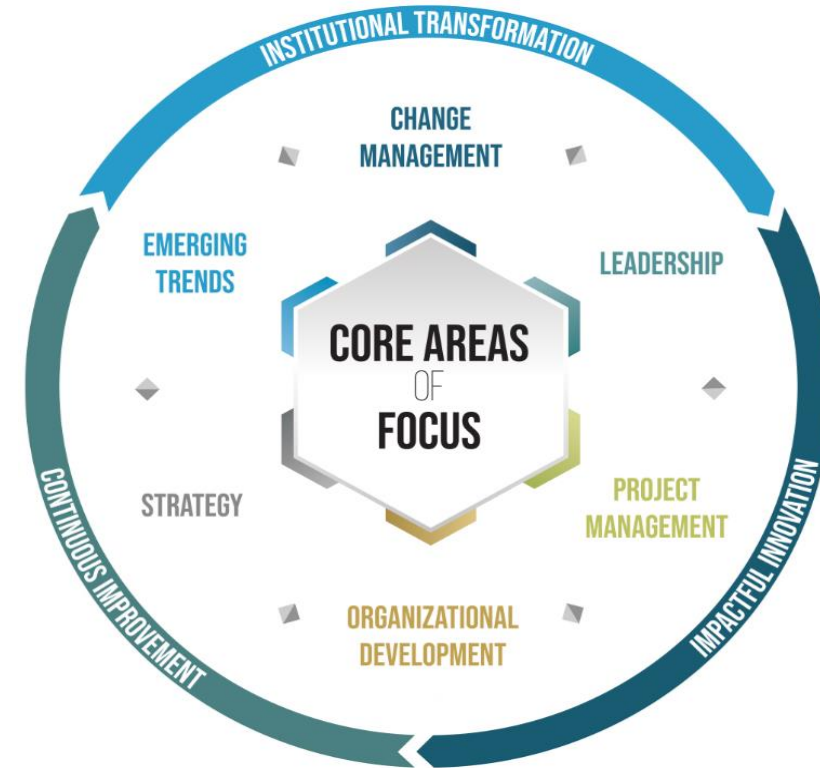 INSTITUTIONAL TRANSFORMATION
CHANGE
MANAGEMENT
EMERGING
TRENDS
LEADERSHIP
CORE AREAS
OF
FOCUS
STRATEGY
PROJECT
MANAGEMENT
ORGANIZATIONAL
DEVELOPMENT
CONTINUOUS IMPROVEMENT
IMPACTFUL INNOVATION